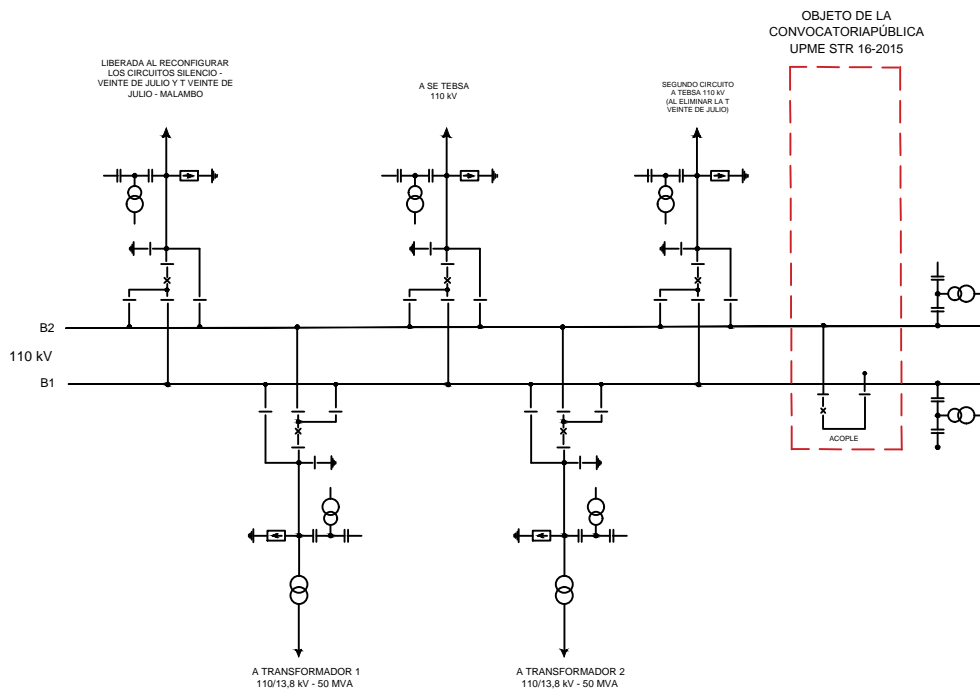 OBJETO DE LA
CONVOCATORIAPÚBLICA
UPME STR 16-2015
LIBERADA AL RECONFIGURAR
LOS CIRCUITOS SILENCIO -
VEINTE DE JULIO Y T VEINTE DE
JULIO - MALAMBO
A SE TEBSA
110 kV
SEGUNDO CIRCUITO
A TEBSA 110 kV
(AL ELIMINAR LA T
VEINTE DE JULIO)
B2
110 kV
B1
ACOPLE
A TRANSFORMADOR 1
110/13,8 kV - 50 MVA
A TRANSFORMADOR 2
110/13,8 kV - 50 MVA